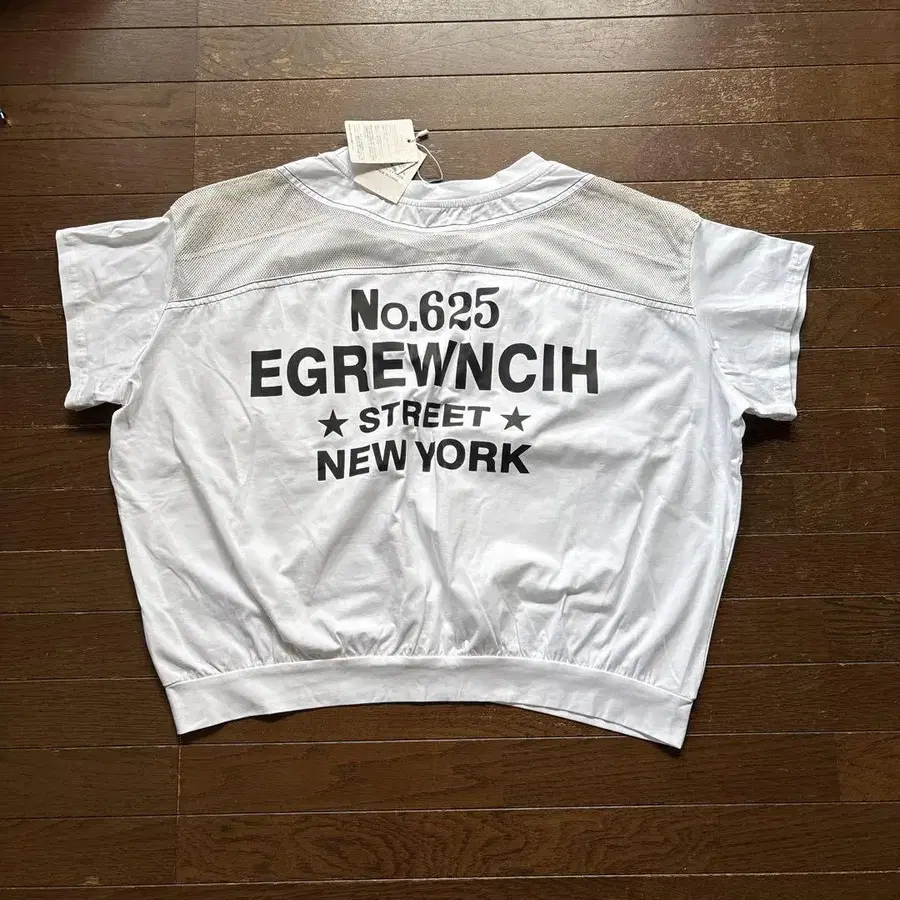 No.625
EGREWNCIH
★ STREET ★
NEW YORK